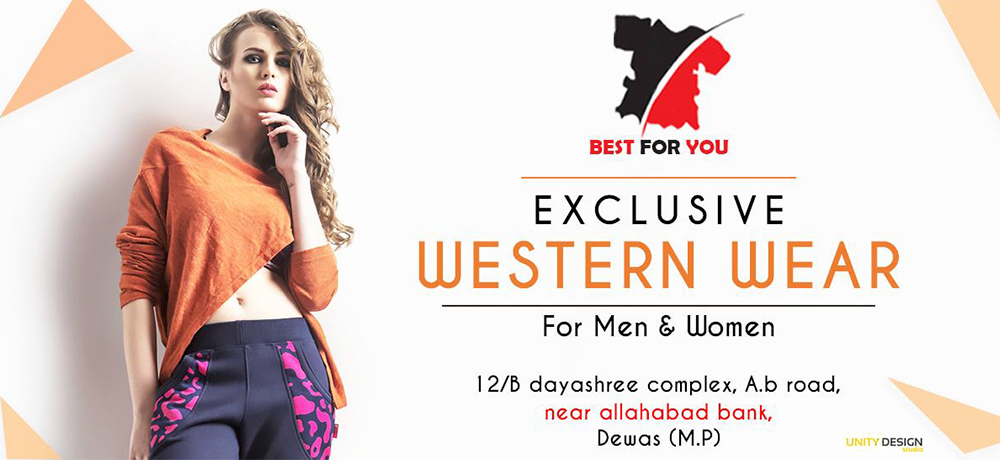 BEST FOR YOU
EXCLUSIVE
WESTERN WEAR
For Men & Women
12/B dayashree complex, A.b road,
near allahabad bank,
Dewas (M.P)
UNITY DESIGN
studio